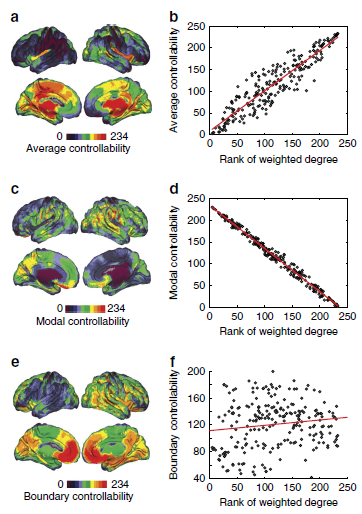 a
0 234
Average controllability
b
Average controllability
250
200
150
100
50
0
0 50 100 150 200 250
Rank of weighted degree
c
0 234
Modal controllability
d
Modal controllability
250
200
150
100
50
0
0 50 100 150 200 250
Rank of weighted degree
e
0 234
Boundary controllability
f
Boundary controllability
200
160
120
80
40
0 50 100 150 200 250
Rank of weighted degree